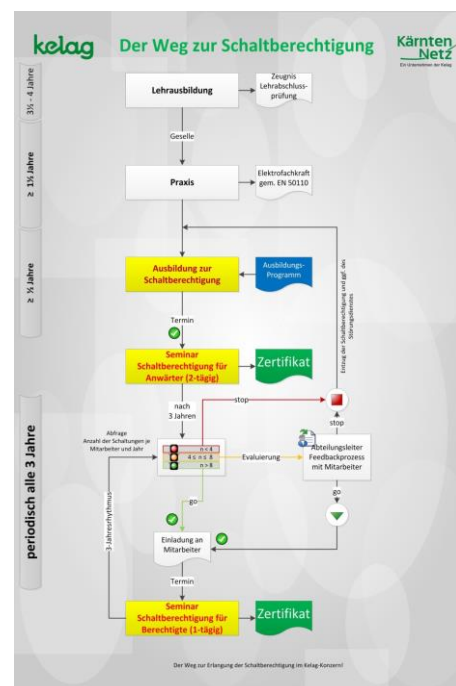 kelag
Der Weg zur Schaltberechtigung
Kärnten
Netz
Ein Unternehmen der Kelag
3½ - 4 Jahre
Lehrausbildung
Zeugnis
Lehrabschluss-
prüfung
Geselle
≥ 1½ Jahre
Praxis
Elektrofachkraft
gem. EN 50110
≥ ½ Jahre
Ausbildung zur
Schaltberechtigung
Ausbildungs-
Programm
Entzug der Schaltberechtigung und ggf. des
Störungsdienstes
Termin
Seminar
Schaltberechtigung für
Anwärter (2-tägig)
Zertifikat
nach
3 Jahren
stop
stop
periodisch alle 3 Jahre
Abfrage
Anzahl der Schaltungen je
Mitarbeiter und Jahr
n < 4
4 ≤ n ≤ 8
n > 8
Evaluierung
Abteilungsleiter
Feedbackprozess
mit Mitarbeiter
go
go
3-Jahresrhythmus
Einladung an
Mitarbeiter
Termin
Seminar
Schaltberechtigung für
Berechtigte (1-tägig)
Zertifikat
Der Weg zur Erlangung der Schaltberechtigung im Kelag-Konzern!